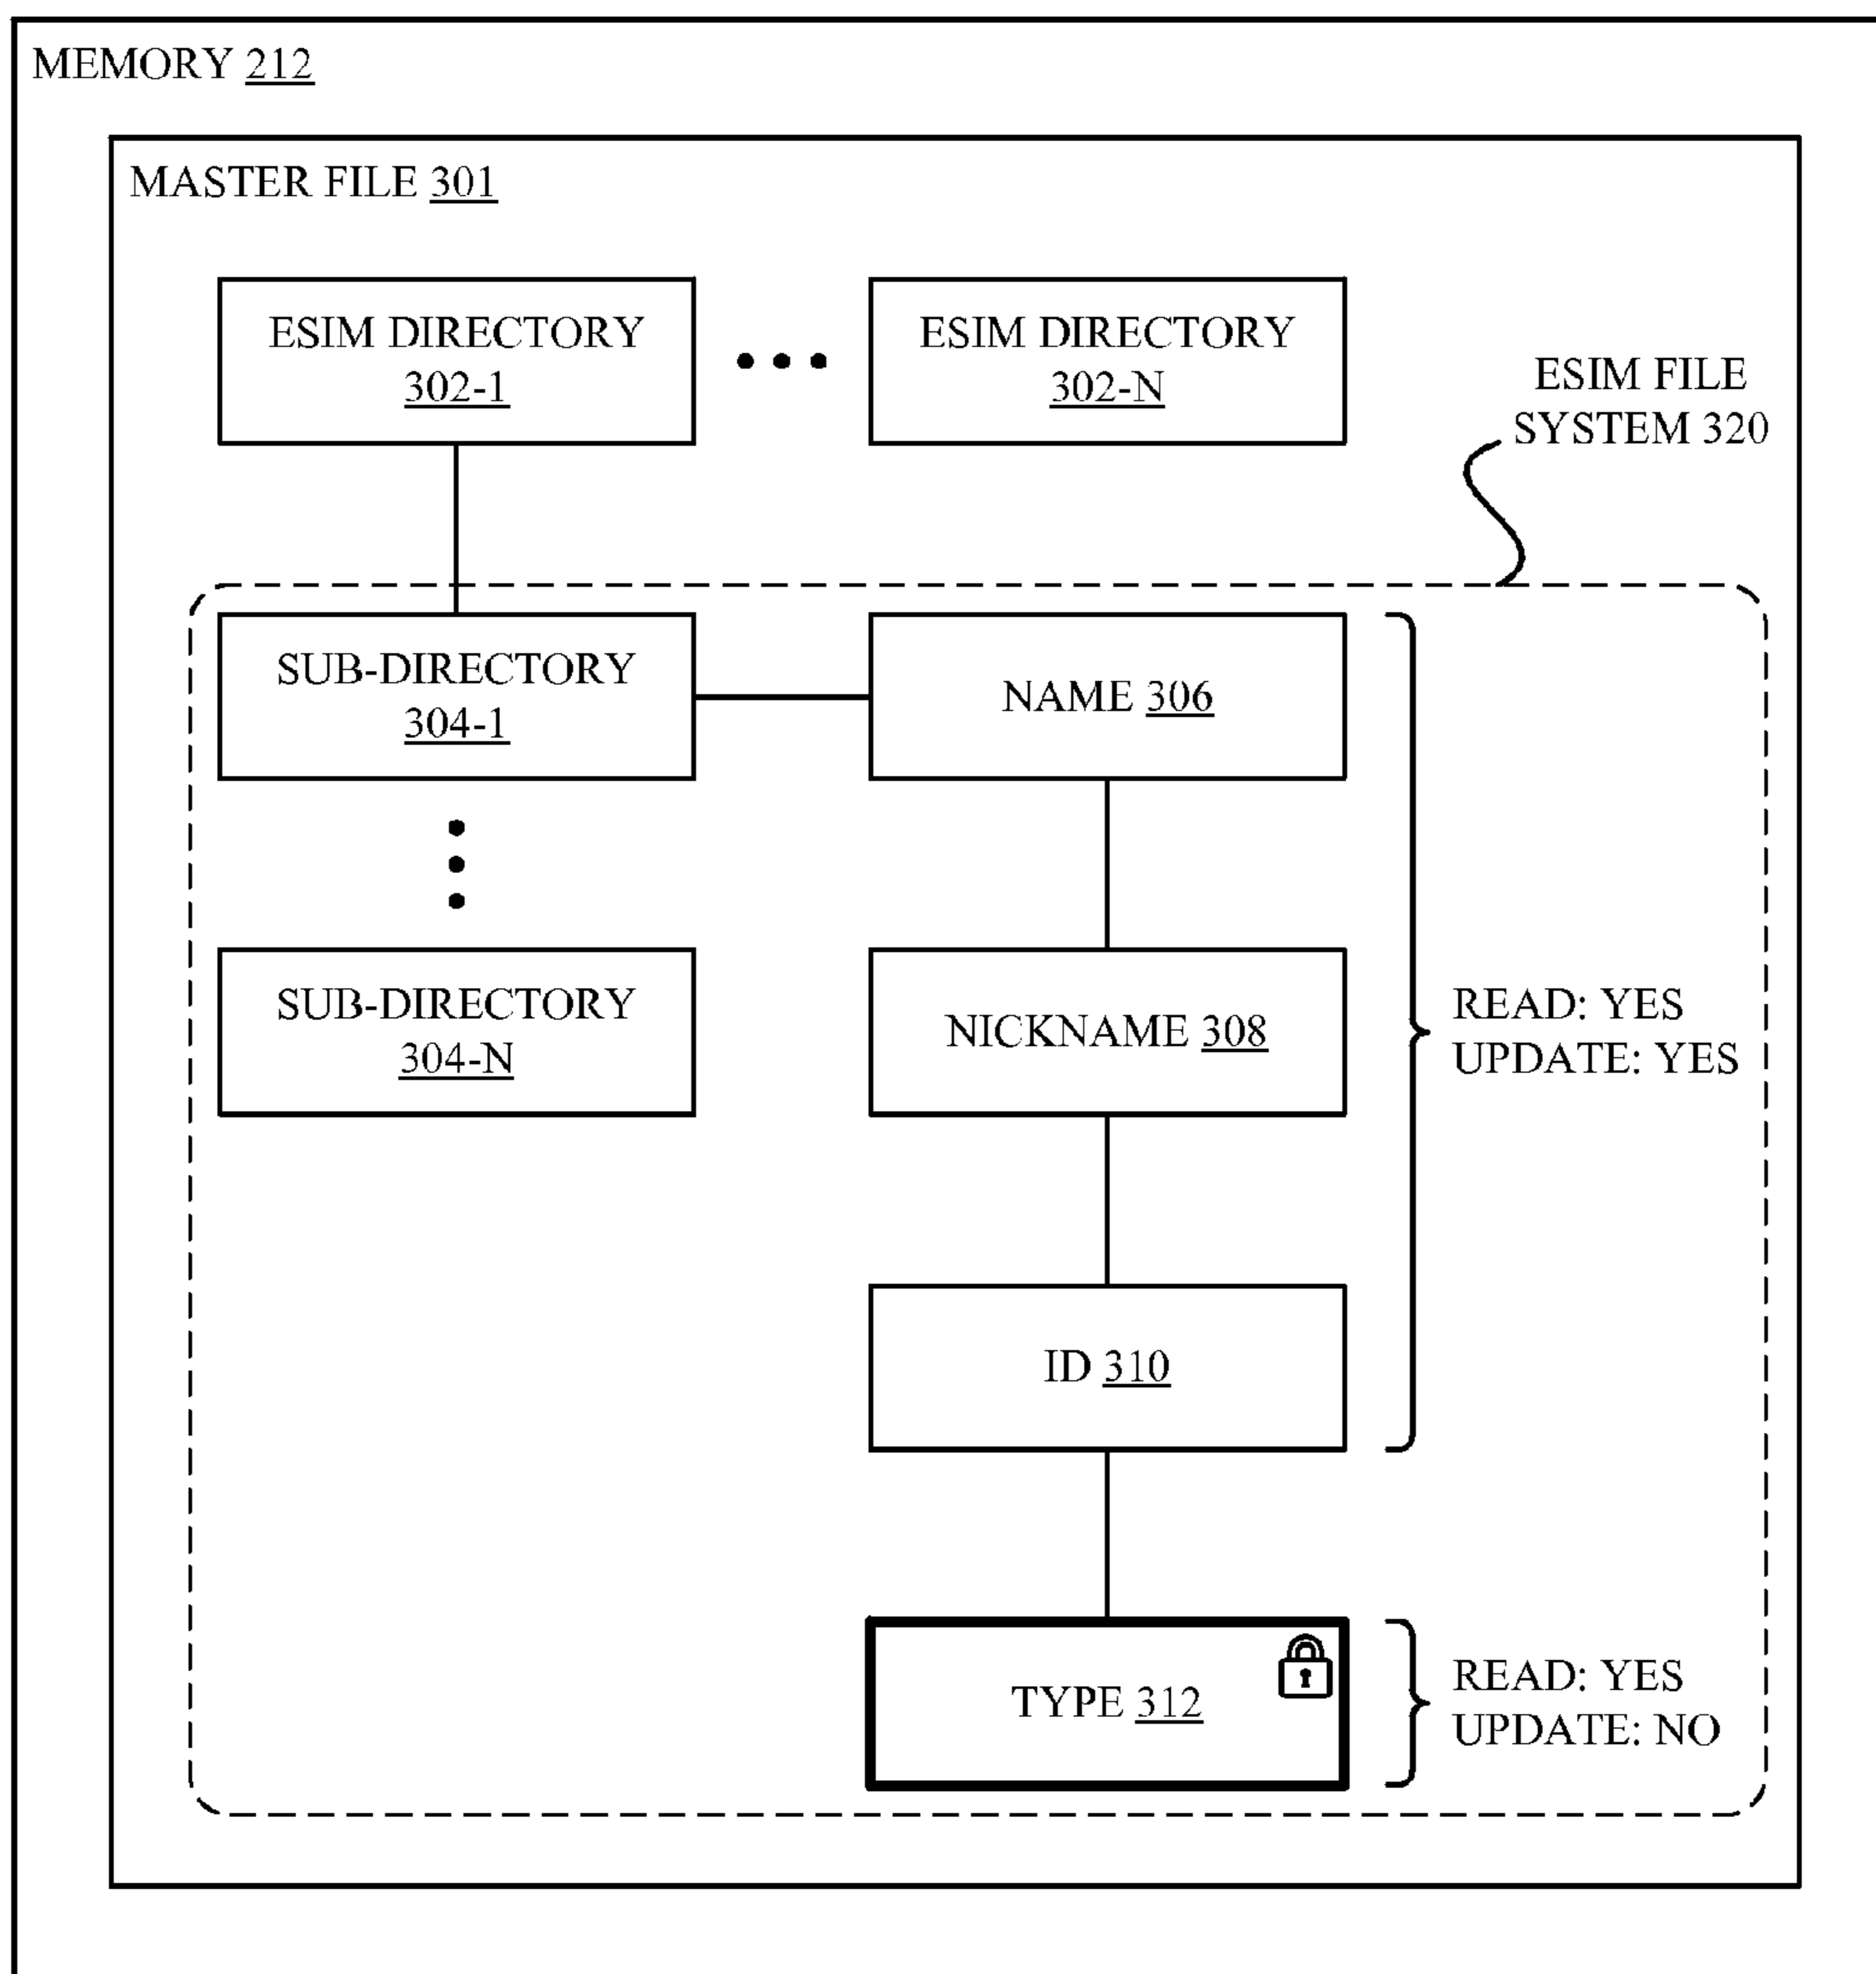 MEMORY 212
MASTER FILE 301
ESIM DIRECTORY
302-1
ESIM DIRECTORY
302-N
ESIM FILE
SYSTEM 320
SUB-DIRECTORY
304-1
NAME 306
SUB-DIRECTORY
304-N
NICKNAME 308
READ: YES
UPDATE: YES
ID 310
TYPE 312
READ: YES
UPDATE: NO